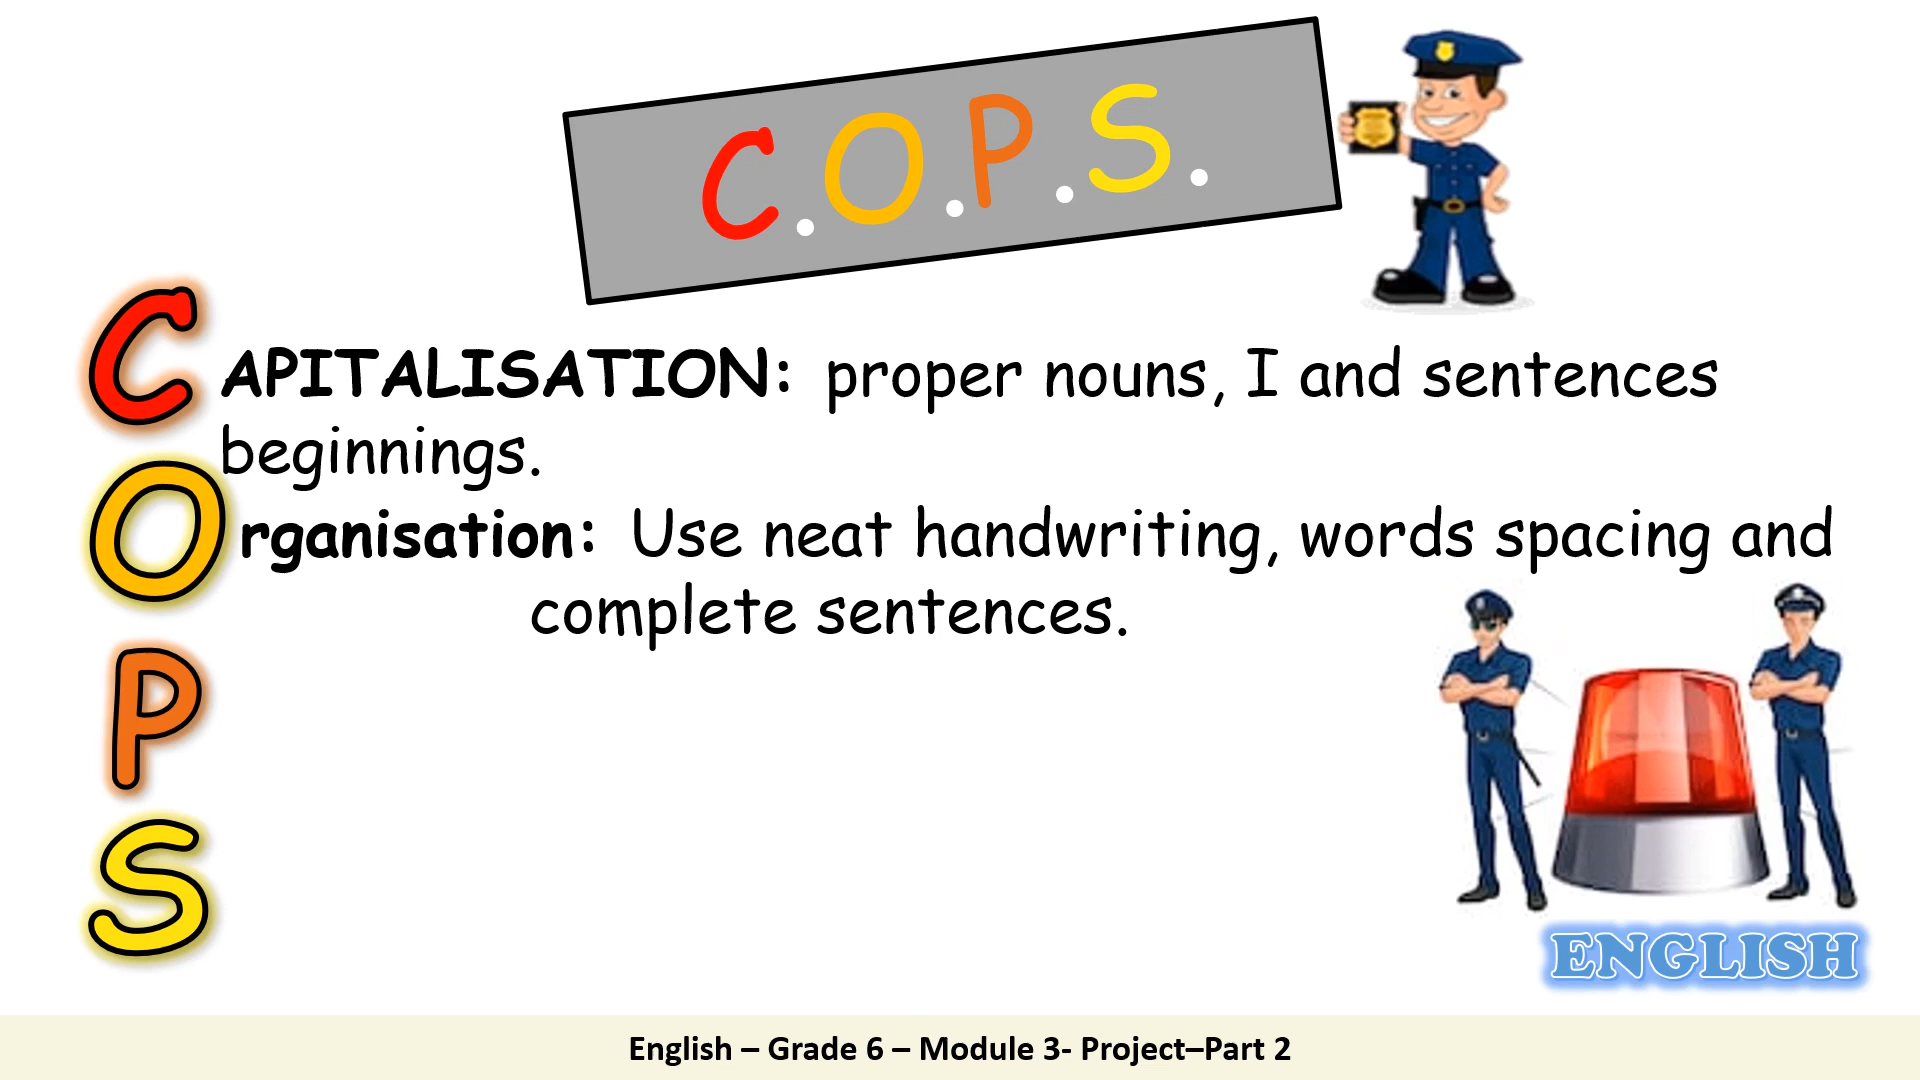 C.O.P.S.
CAPITALISATION: proper nouns, I and sentences
beginnings.
Organisation: Use neat handwriting, words spacing and
complete sentences.
P
S
ENGLISH
English – Grade 6 – Module 3- Project–Part 2